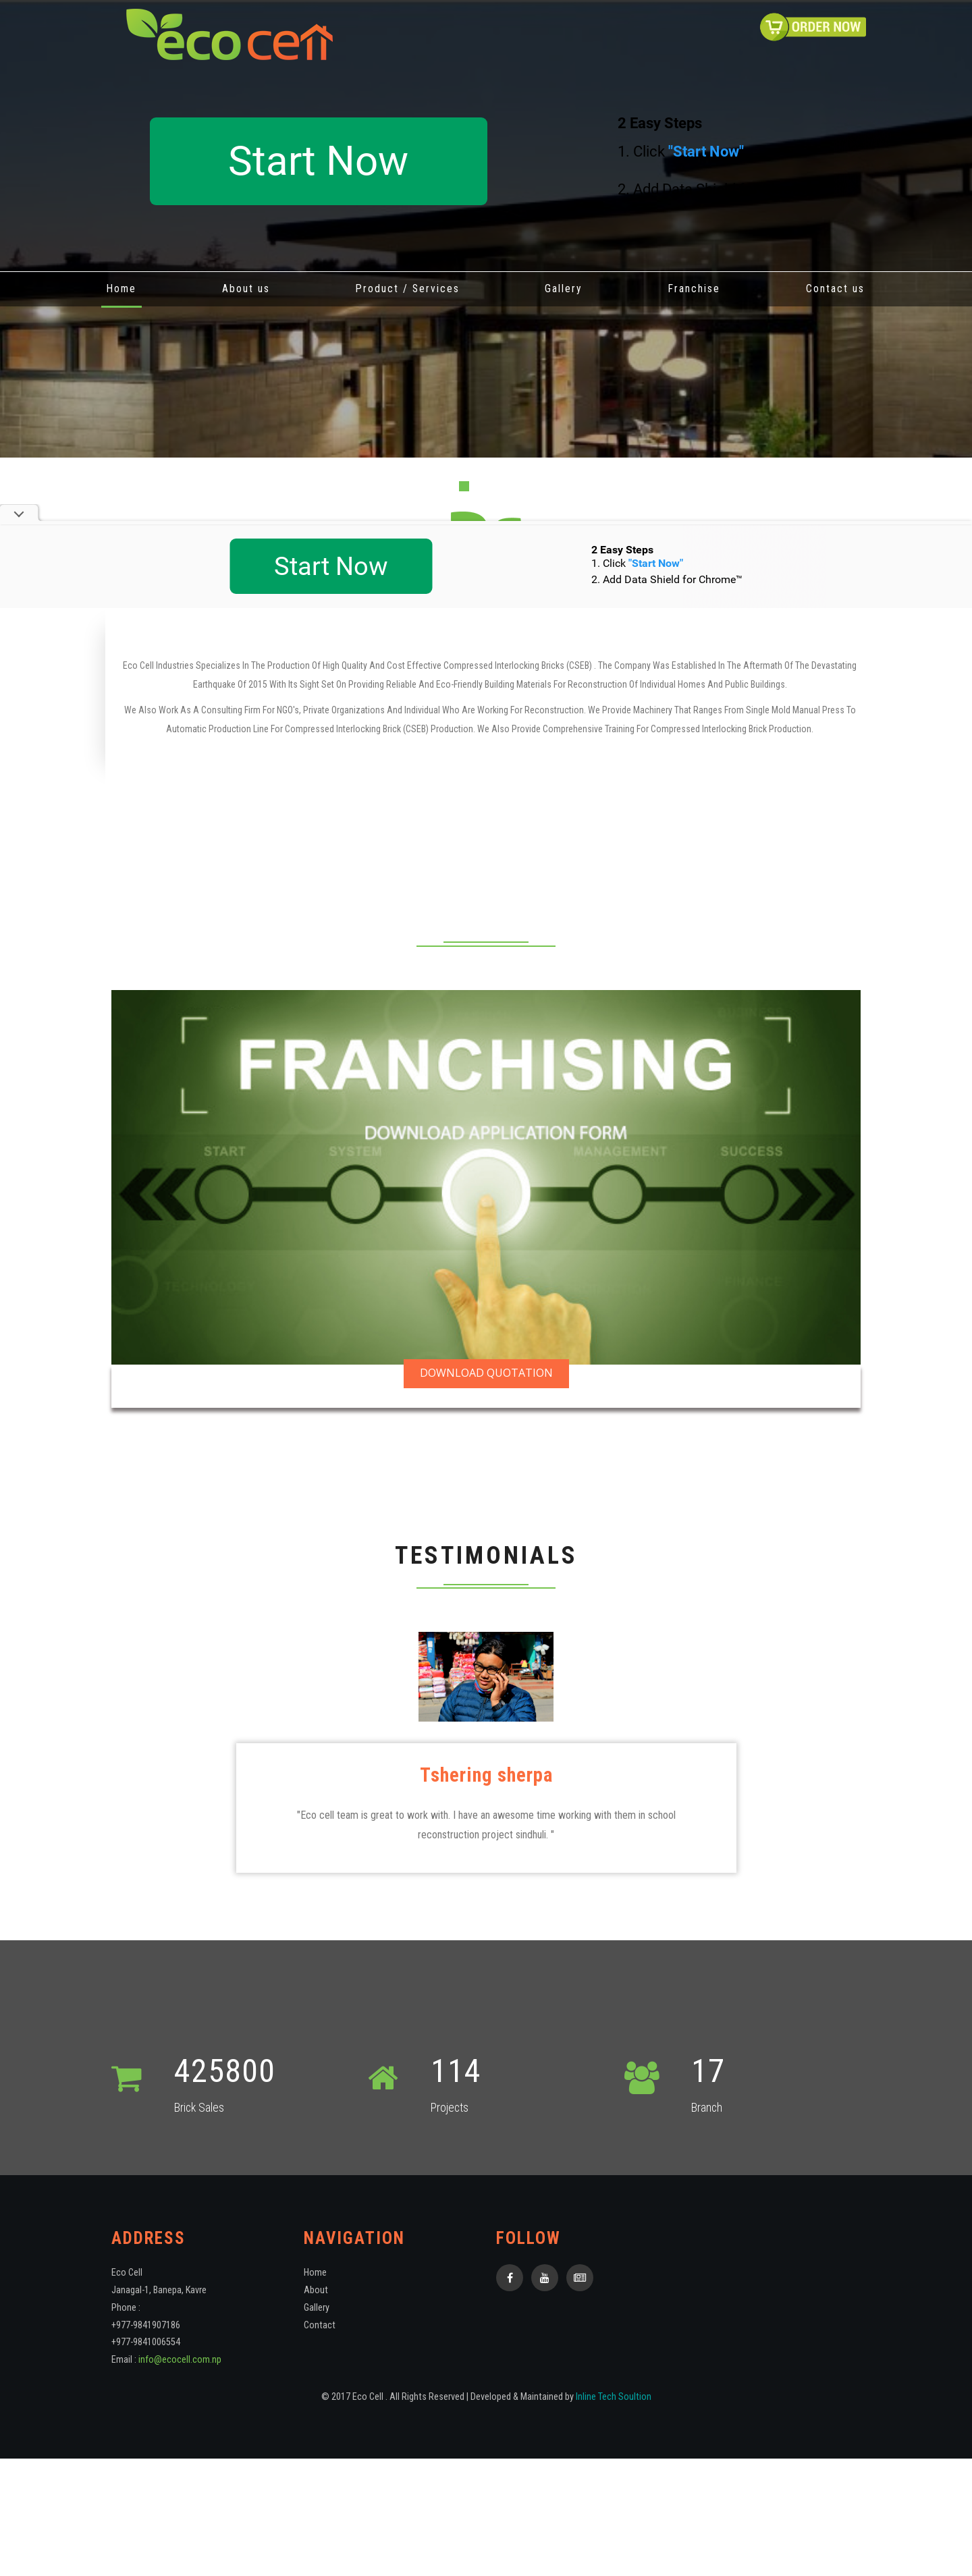 eco cell
ORDER NOW
Start Now
2 Easy Steps
1. Click "Start Now"
2. Add Data
Home
About us
Product / Services
Gallery
Franchise
Contact us
Start Now
2 Easy Steps
1. Click "Start Now"
2. Add Data Shield for Chrome™
Eco Cell Industries Specializes In The Production Of High Quality And Cost Effective Compressed Interlocking Bricks (CSEB) . The Company Was Established In The Aftermath Of The Devastating
Earthquake Of 2015 With Its Sight Set On Providing Reliable And Eco-Friendly Building Materials For Reconstruction Of Individual Homes And Public Buildings.
We Also Work As A Consulting Firm For NGO's, Private Organizations And Individual Who Are Working For Reconstruction. We Provide Machinery That Ranges From Single Mold Manual Press To
Automatic Production Line For Compressed Interlocking Brick (CSEB) Production. We Also Provide Comprehensive Training For Compressed Interlocking Brick Production.
BUSINESS
FRANCHISING
DOWNLOAD APPLICATION FORM
START
SYSTEM
MANAGEMENT
SUCCESS
TECHNOLOGY
FINANCE
DOWNLOAD QUOTATION
TESTIMONIALS
Tshering sherpa
"Eco cell team is great to work with. I have an awesome time working with them in school
reconstruction project sindhuli. "
425800
Brick Sales
114
Projects
17
Branch
ADDRESS
Eco Cell
Janagal-1, Banepa, Kavre
Phone :
+977-9841907186
+977-9841006554
Email : info@ecocell.com.np
NAVIGATION
Home
About
Gallery
Contact
FOLLOW
© 2017 Eco Cell . All Rights Reserved | Developed & Maintained by Inline Tech Soultion